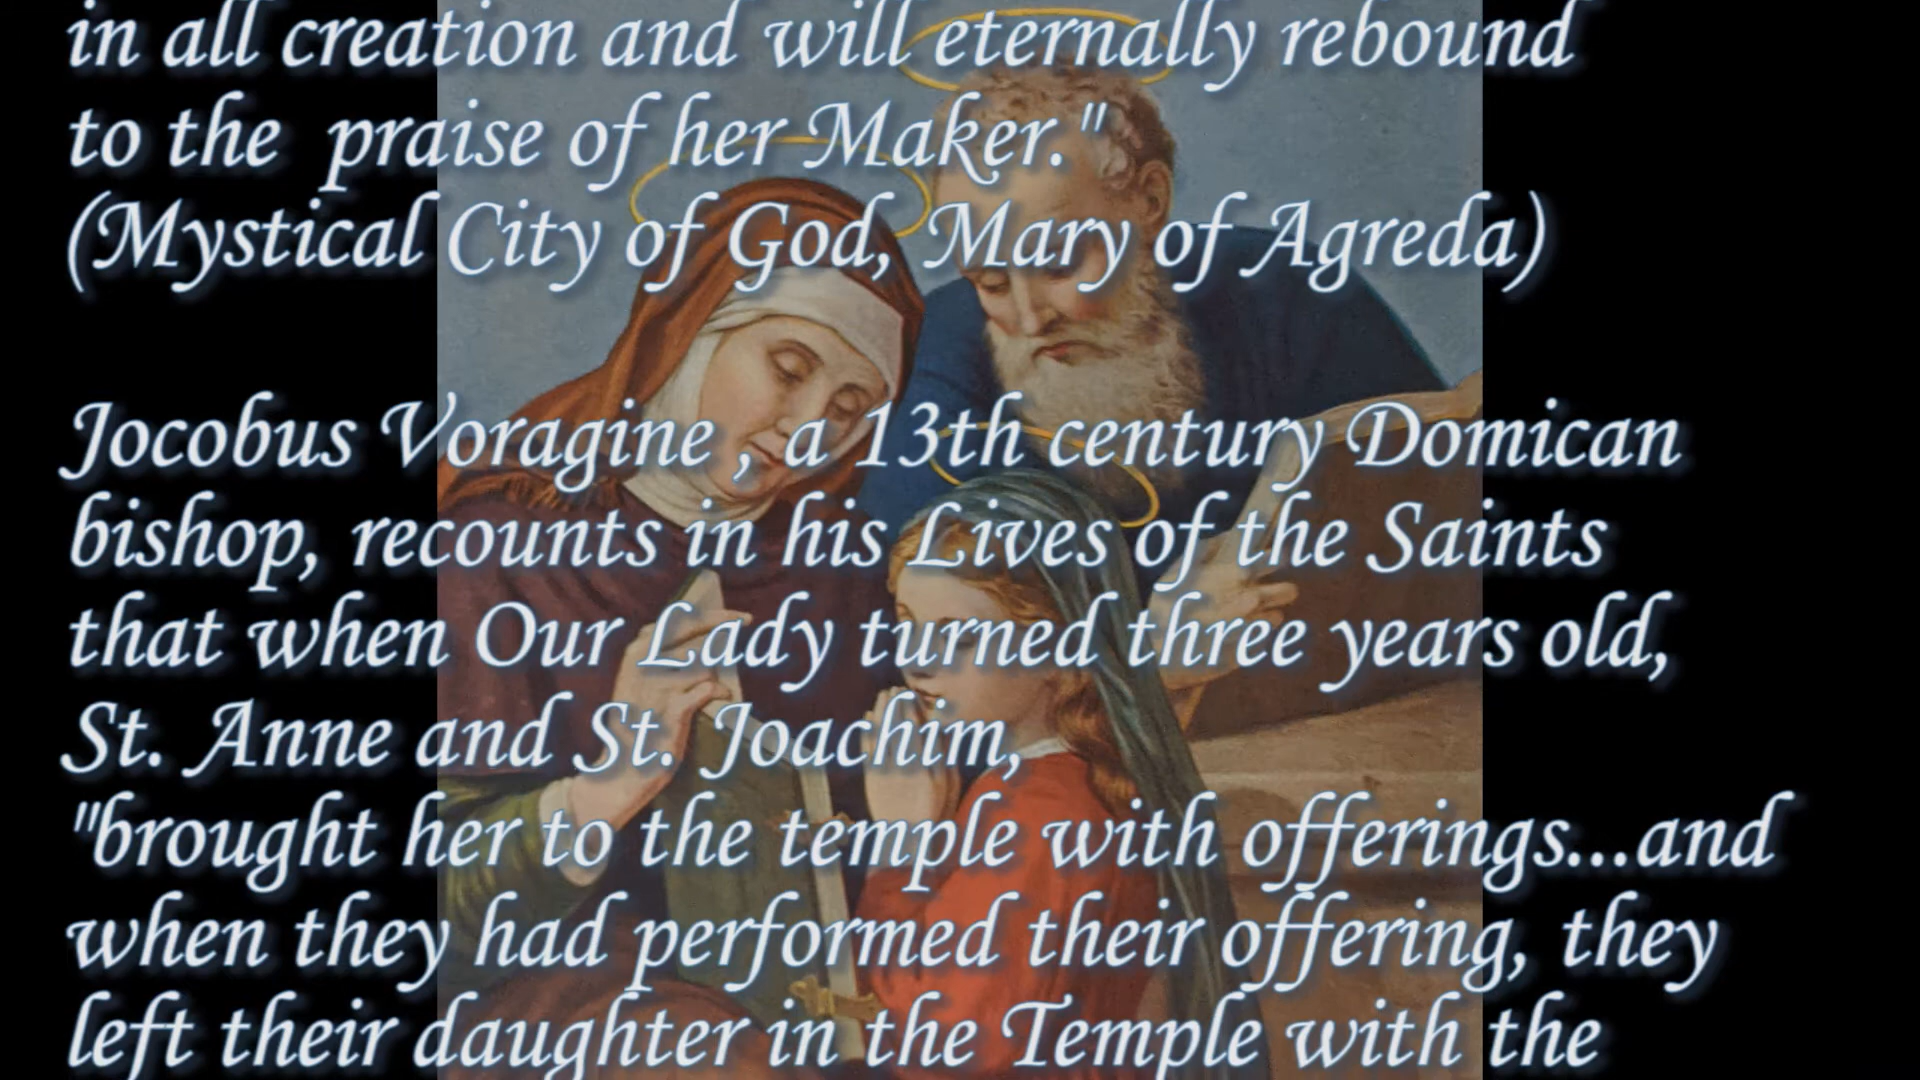 in all creation and will eternally rebound
to the praise of her Maker."
(Mystical City of God, Mary of Agreda)
Jocobus Voragine , a 13th century Domican
bishop, recounts in his Lives of the Saints
that when Our Lady turned three years old,
St. Anne and St. Joachim,
"brought her to the temple with offerings...and
when they had performed their offering, they
left their daughter in the Temple with the